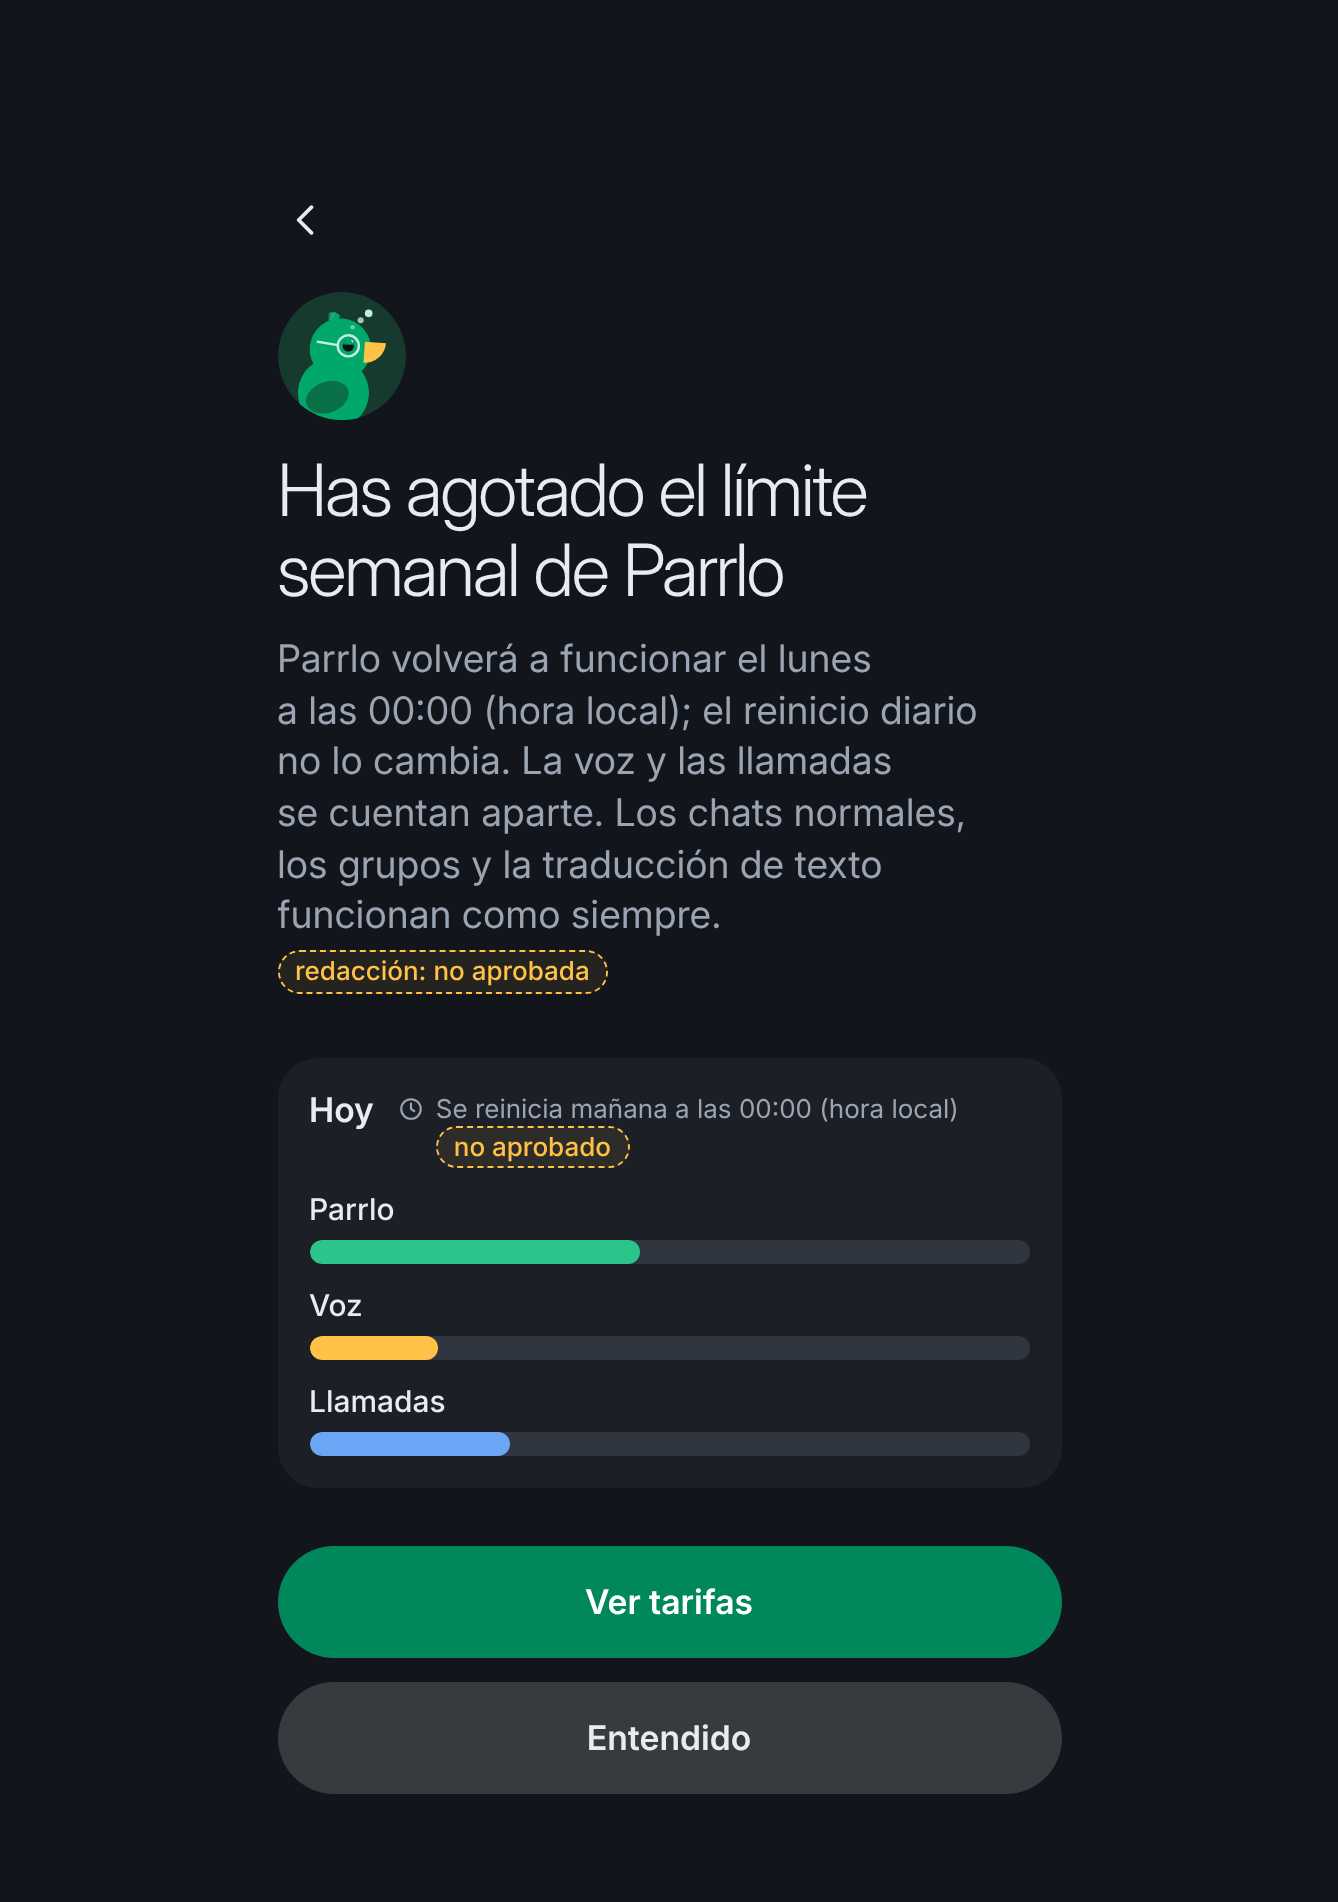 Has agotado el límite
semanal de Parrlo
Parrlo volverá a funcionar el lunes
a las 00:00 (hora local); el reinicio diario
no lo cambia. La voz y las llamadas
se cuentan aparte. Los chats normales,
los grupos y la traducción de texto
funcionan como siempre.
redacción: no aprobada
Hoy Se reinicia mañana a las 00:00 (hora local)
no aprobado
Parrlo
Voz
Llamadas
Ver tarifas
Entendido